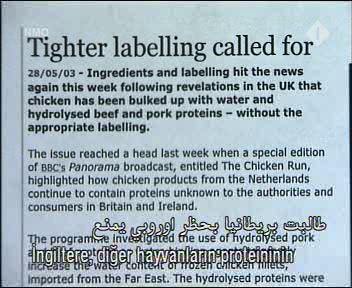 NMO
1
Tighter labelling called for
28/05/03 - Ingredients and labelling hit the news
again this week following revelations in the UK that
chicken has been bulked up with water and
hydrolysed beef and pork proteins – without the
appropriate labelling.
The issue reached a head last week when a special edition
of BBC's Panorama broadcast, entitled The Chicken Run,
highlighted how chicken products from the Netherlands
continue to contain proteins unknown to the authorities and
consumers in Britain and Ireland.
The programme investigated the use of hydrolysed pork
طالبت بريطانيا بحظر اوروبي يمنع
İngiltere, diğer hayvanların proteininin
increase the water content of frozen chicken fillets,
imported from the Far East. The hydrolysed proteins were